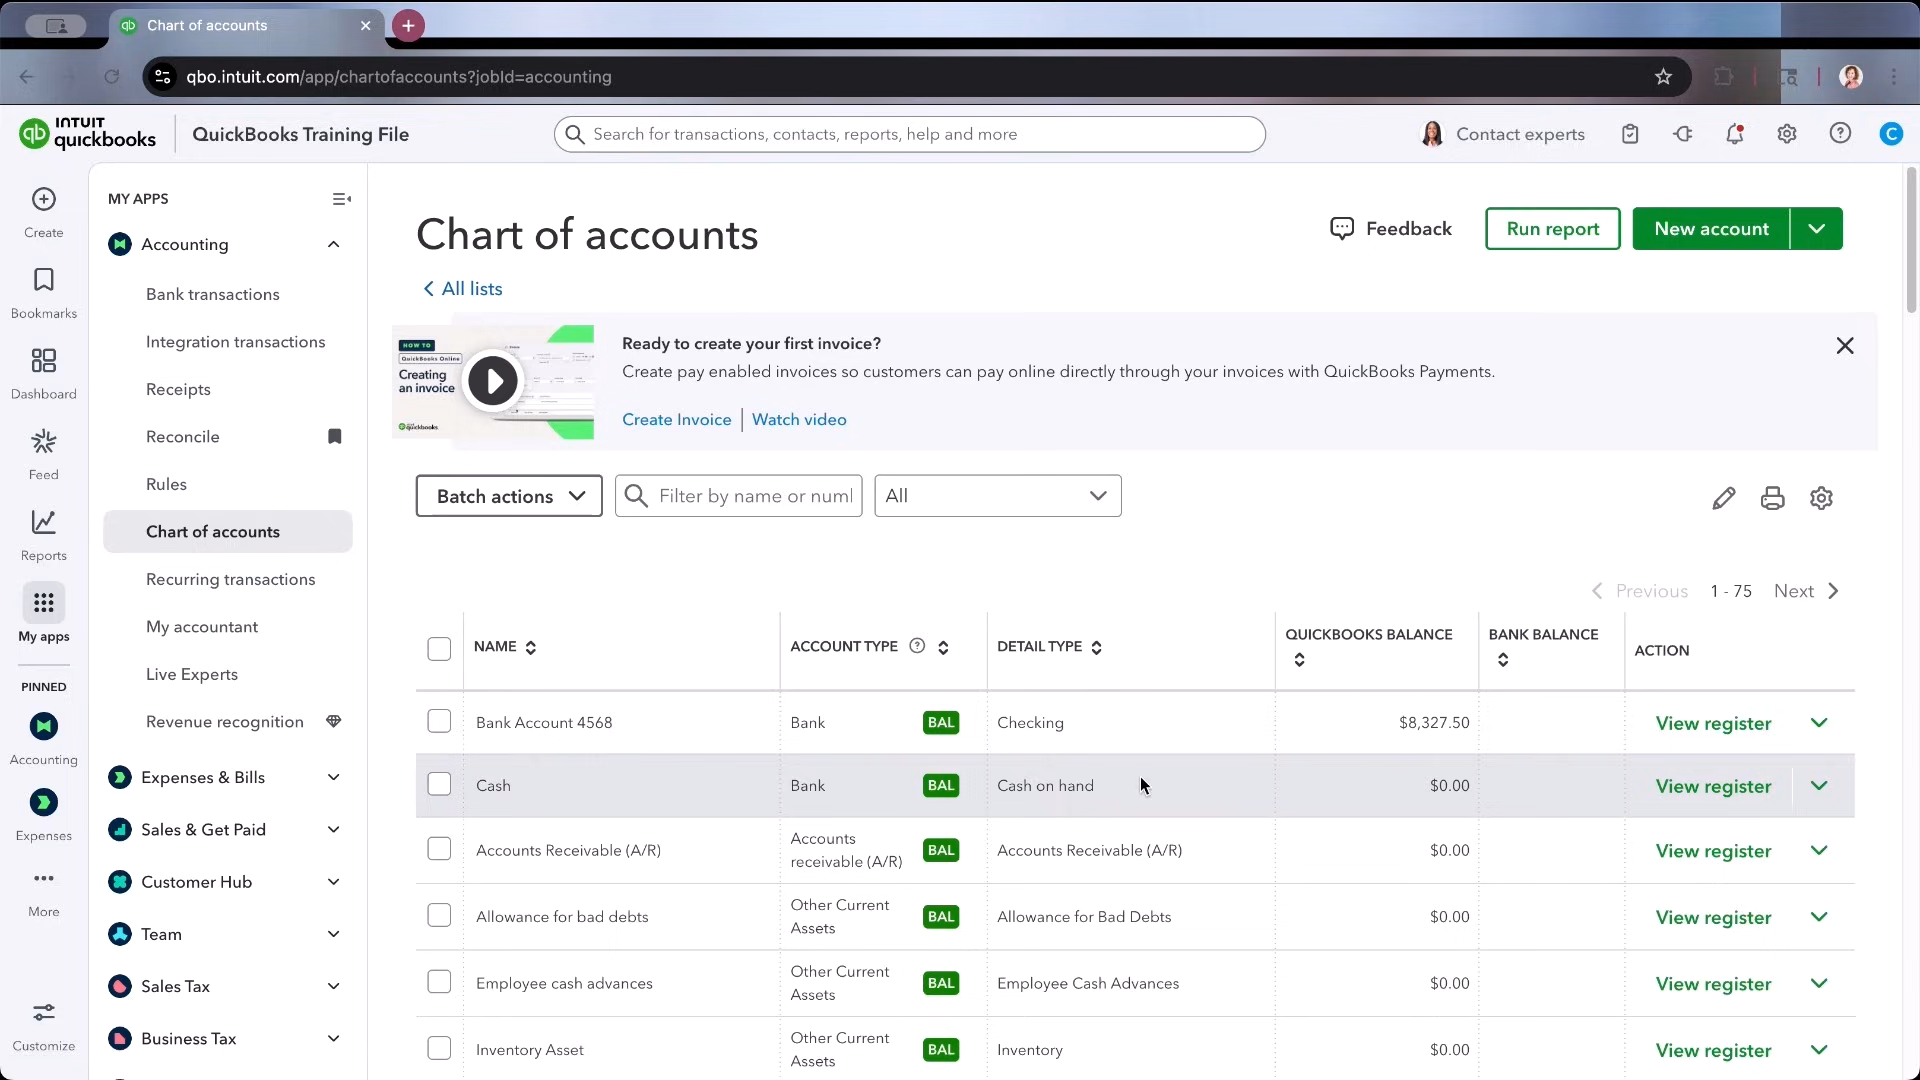 Chart of accounts
qbo.intuit.com/app/chartofaccounts?jobId=accounting
INTUIT
quickbooks
QuickBooks Training File
Search for transactions, contacts, reports, help and more
Contact experts
C
Create
Bookmarks
Dashboard
Feed
Reports
My apps
PINNED
Accounting
Expenses
More
Customize
MY APPS
Accounting
Bank transactions
Integration transactions
Receipts
Reconcile
Rules
Chart of accounts
Recurring transactions
My accountant
Live Experts
Revenue recognition
Expenses & Bills
Sales & Get Paid
Customer Hub
Team
Sales Tax
Business Tax
Chart of accounts
Feedback
Run report
New account
All lists
HOW TO
QuickBooks Online
Creating
an invoice
quickbooks
Ready to create your first invoice?
Create pay enabled invoices so customers can pay online directly through your invoices with QuickBooks Payments.
Create Invoice
Watch video
Batch actions
Filter by name or numl
All
Previous 1 - 75 Next
NAME ACCOUNT TYPE DETAIL TYPE QUICKBOOKS BALANCE BANK BALANCE ACTION
Bank Account 4568 Bank BAL Checking $8,327.50 View register
Cash Bank BAL Cash on hand $0.00 View register
Accounts Receivable (A/R) Accounts
receivable (A/R) BAL Accounts Receivable (A/R) $0.00 View register
Allowance for bad debts Other Current
Assets BAL Allowance for Bad Debts $0.00 View register
Employee cash advances Other Current
Assets BAL Employee Cash Advances $0.00 View register
Inventory Asset Other Current
Assets BAL Inventory $0.00 View register